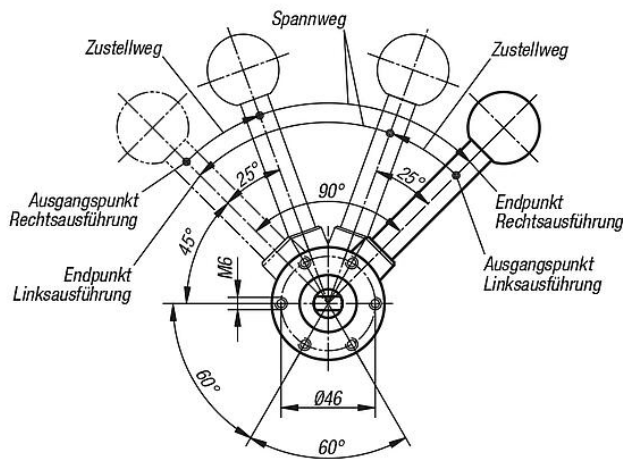 Spannweg
Zustellweg
Zustellweg
25°
25°
90°
Ausgangspunkt
Rechtsausführung
Endpunkt
Rechtsausführung
45°
M6
Endpunkt
Linksausführung
Ausgangspunkt
Linksausführung
60°
Ø46
60°